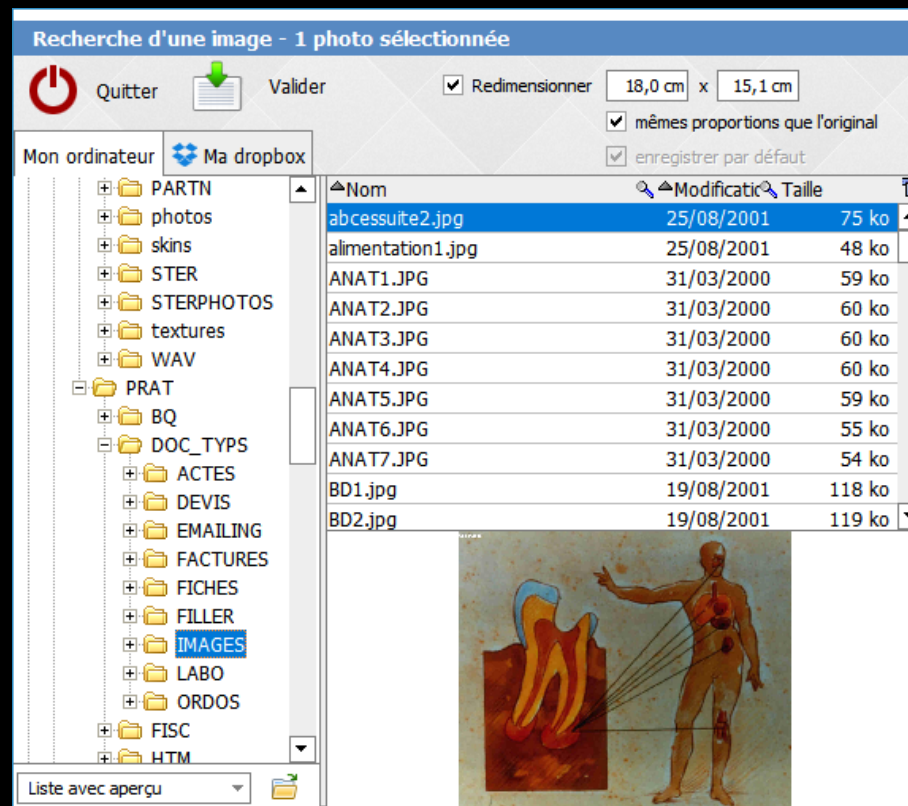 Recherche d'une image - 1 photo sélectionnée
Quitter
Valider
Redimensionner 18,0 cm x 15,1 cm
mêmes proportions que l'original
enregistrer par défaut
Mon ordinateur
Ma dropbox
PARTN
photos
skins
STER
STERPHOTOS
textures
WAV
PRAT
BQ
DOC_TYPS
ACTES
DEVIS
EMAILING
FACTURES
FICHES
FILLER
IMAGES
LABO
ORDOS
FISC
HTM
Liste avec aperçu
Nom Modificatic Taille
abcessuite2.jpg 25/08/2001 75 ko
alimentation1.jpg 25/08/2001 48 ko
ANAT1.JPG 31/03/2000 59 ko
ANAT2.JPG 31/03/2000 60 ko
ANAT3.JPG 31/03/2000 60 ko
ANAT4.JPG 31/03/2000 60 ko
ANAT5.JPG 31/03/2000 59 ko
ANAT6.JPG 31/03/2000 55 ko
ANAT7.JPG 31/03/2000 54 ko
BD1.jpg 19/08/2001 118 ko
BD2.jpg 19/08/2001 119 ko